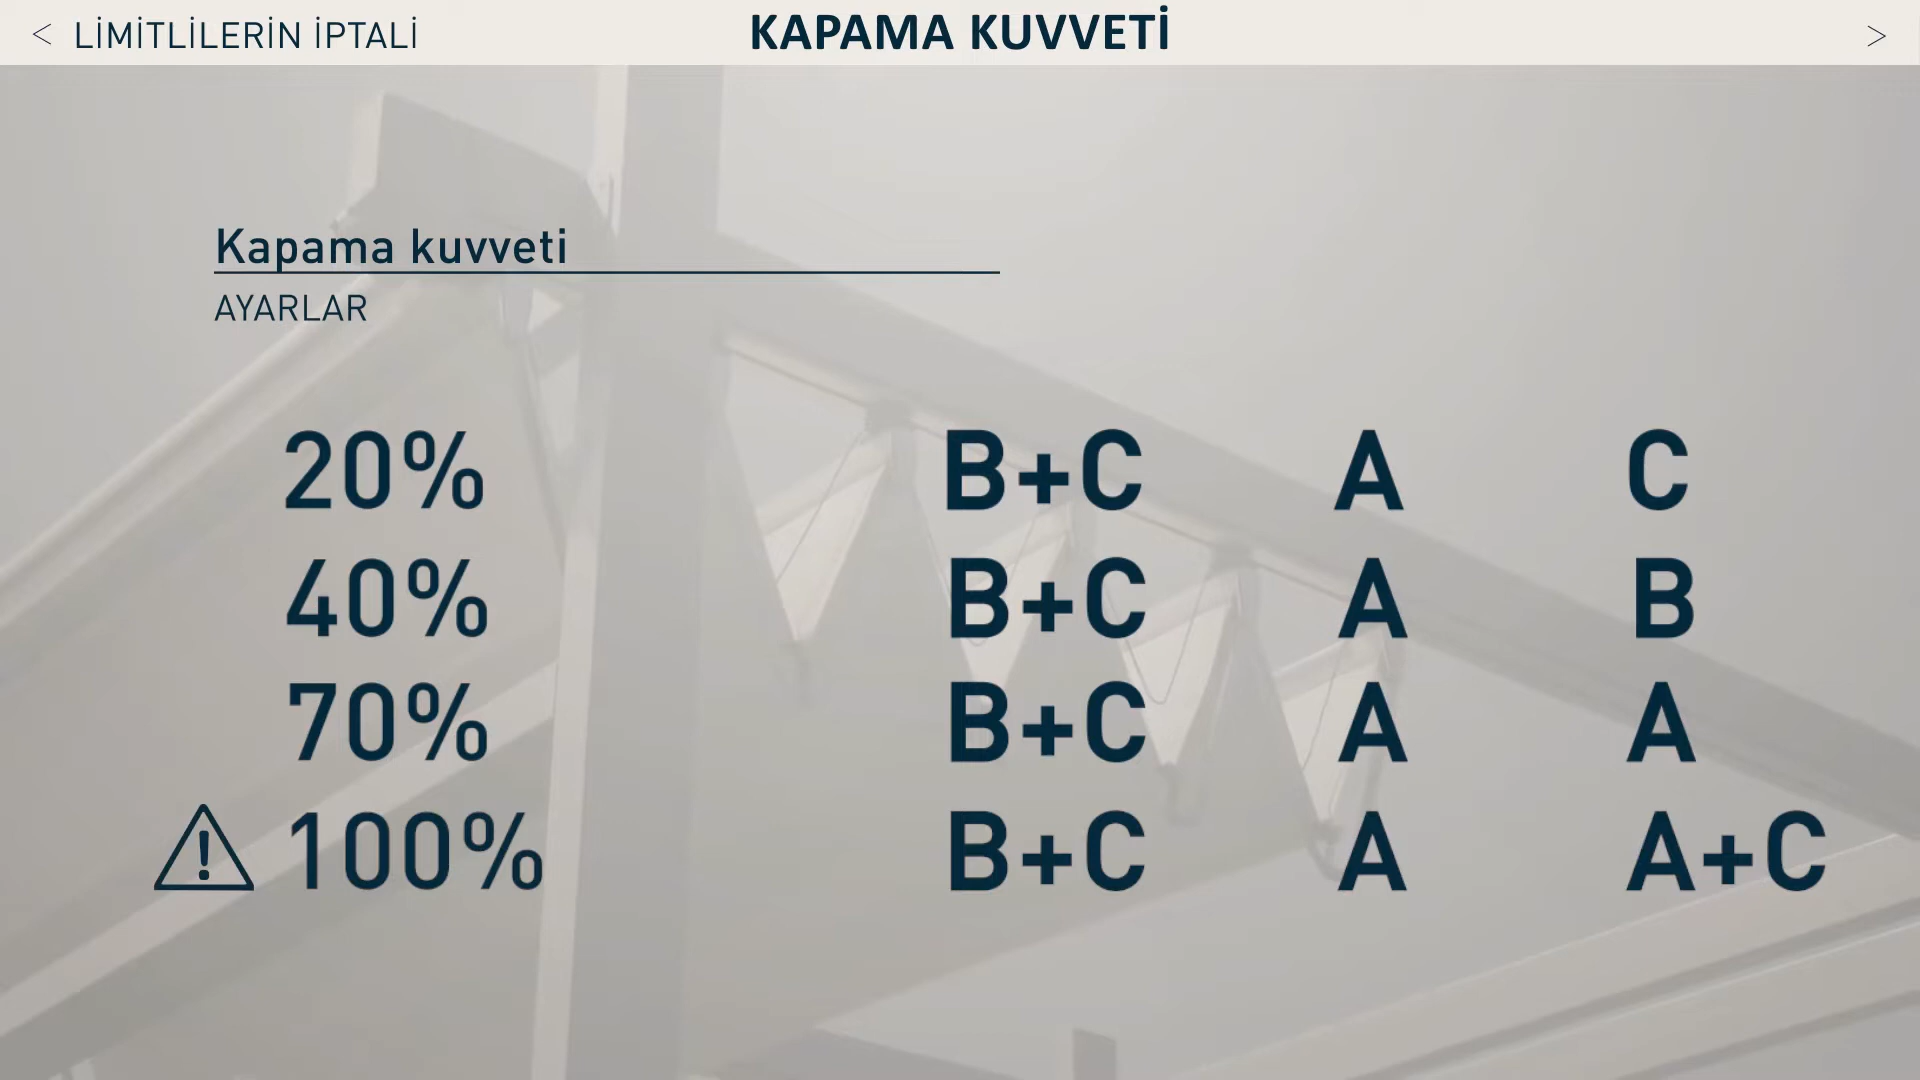 < LİMİTLİLERİN İPTALİ KAPAMA KUVVETİ >
Kapama kuvveti
AYARLAR
20% B+C A C
40% B+C A B
70% B+C A A
100% B+C A A+C